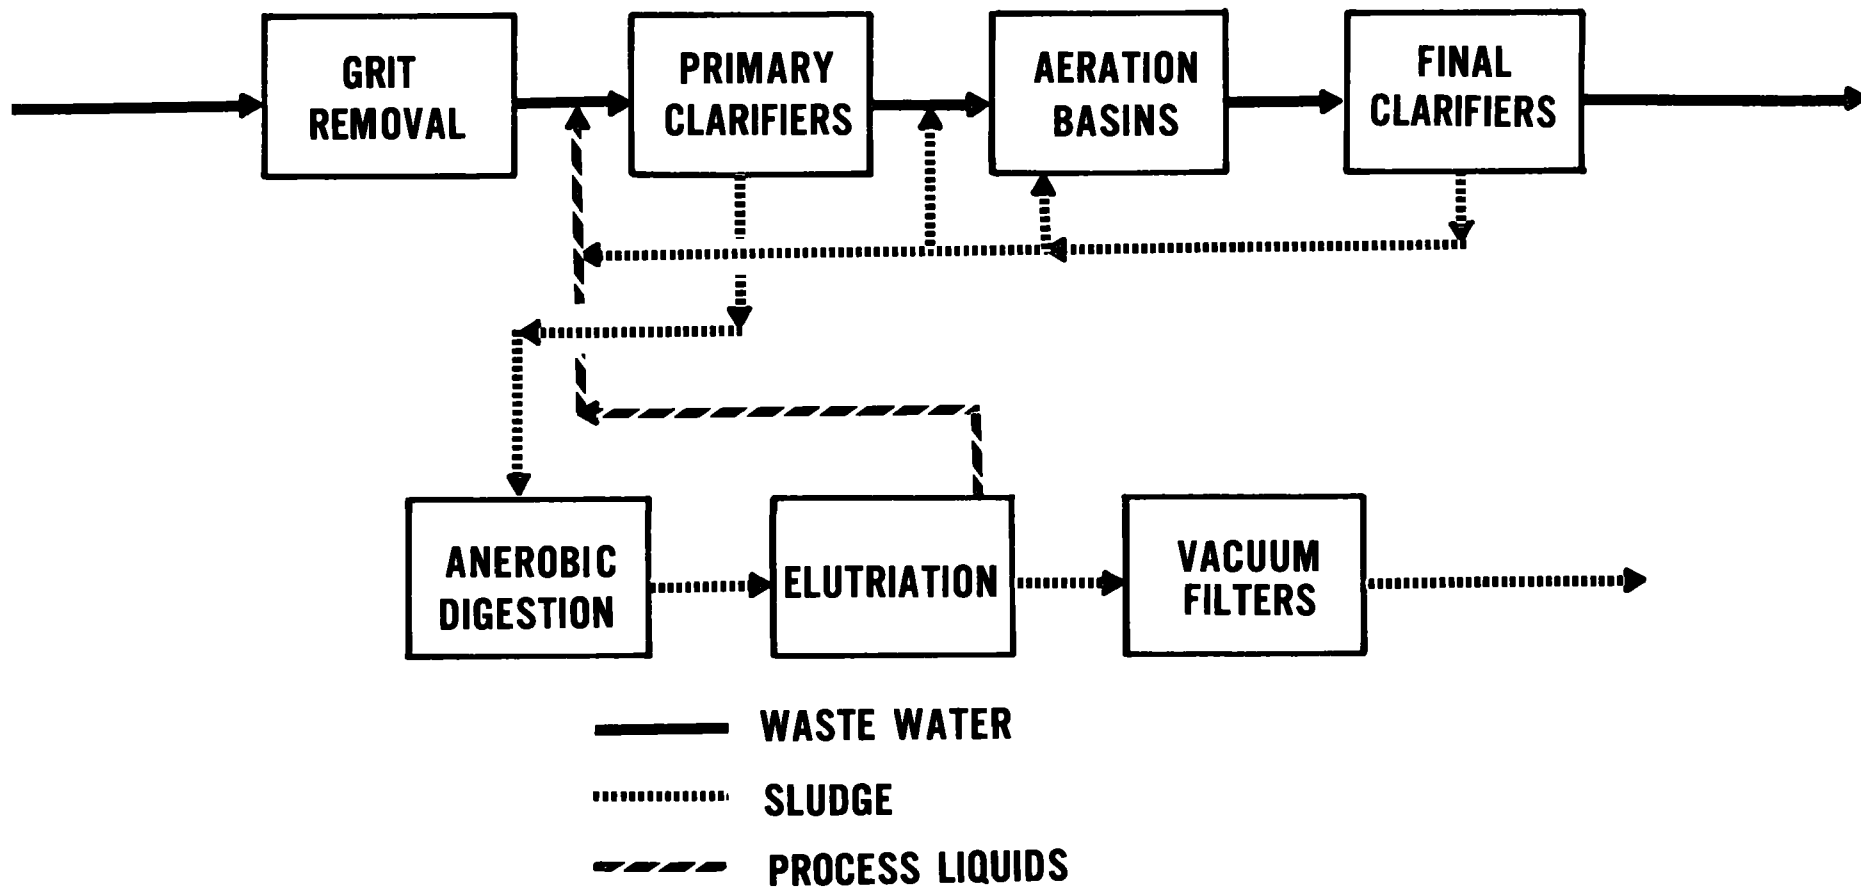 GRIT
REMOVAL
PRIMARY
CLARIFIERS
AERATION
BASINS
FINAL
CLARIFIERS
ANEROBIC
DIGESTION
ELUTRIATION
VACUUM
FILTERS
WASTE WATER
SLUDGE
PROCESS LIQUIDS